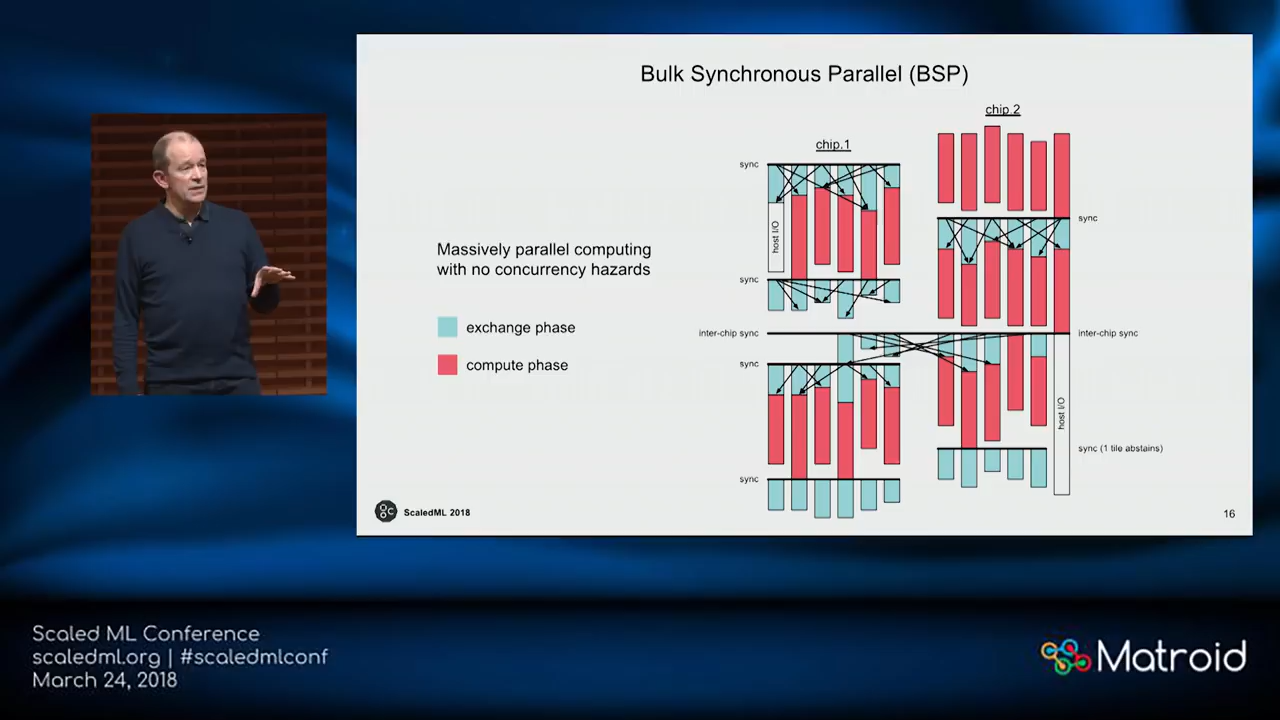 Bulk Synchronous Parallel (BSP)
chip.2
chip.1
sync
sync
host I/O
Massively parallel computing
with no concurrency hazards
sync
exchange phase
inter-chip sync
inter-chip sync
compute phase
sync
host I/O
sync (1 tile abstains)
sync
ScaledML 2018
16
Scaled ML Conference
scaledml.org | #scaledmlconf
March 24, 2018
Matroid